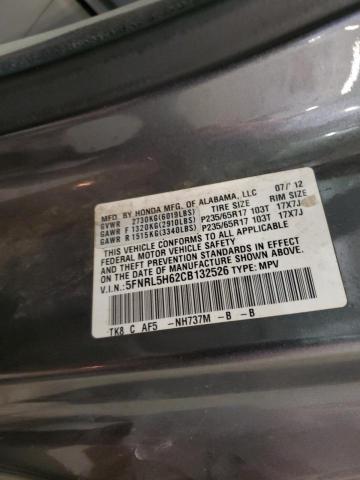 MFD. BY HONDA MFG. OF ALABAMA, LLC 07/12
GVWR 2730KG(6019LBS) TIRE SIZE RIM SIZE
GAWR F 1320KG(2910LBS) P235/65R17 103T 17X7J
GAWR R 1515KG(3340LBS) P235/65R17 103T 17X7J
THIS VEHICLE CONFORMS TO ALL APPLICABLE
FEDERAL MOTOR VEHICLE SAFETY
AND THEFT PREVENTION STANDARDS IN EFFECT
ON THE DATE OF MANUFACTURE SHOWN ABOVE.
V.I.N.: 5FNRL5H62CB132526 TYPE: MPV
TK8 C AF5 -NH737M -B -B